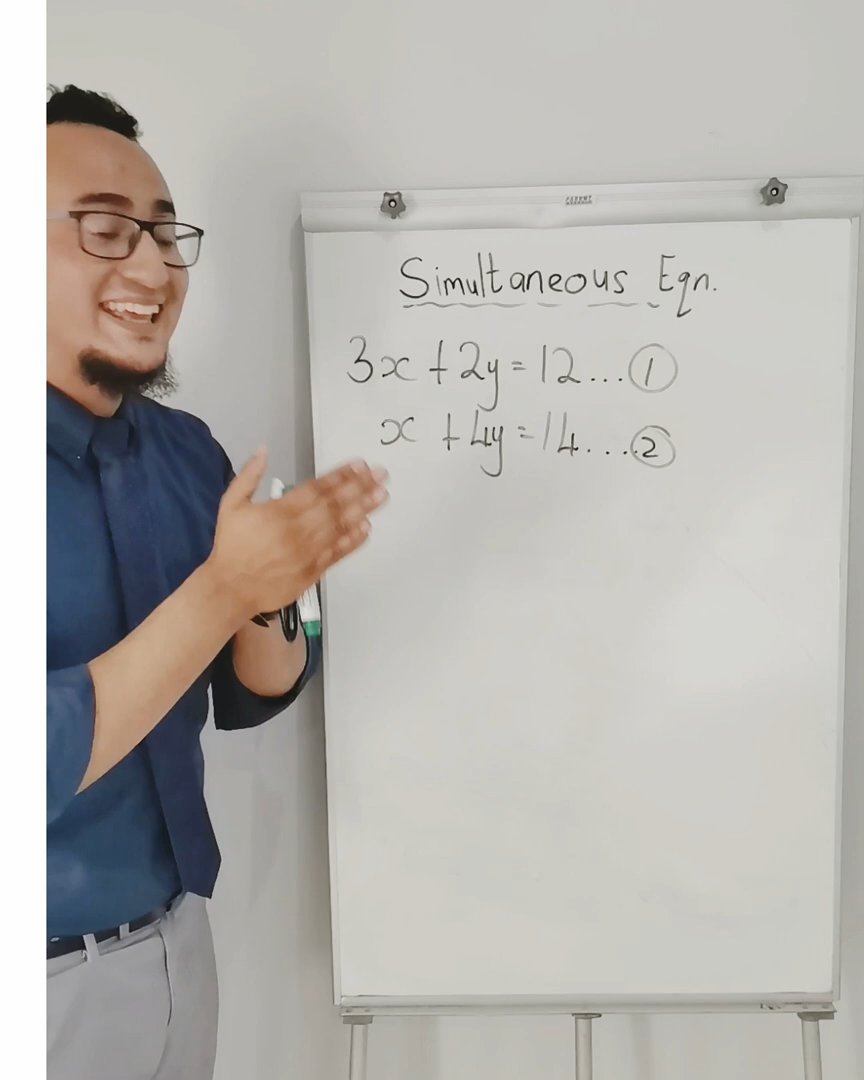 Simultaneous Eqn.
3x + 2y = 12...①
x + 4y = 14....②